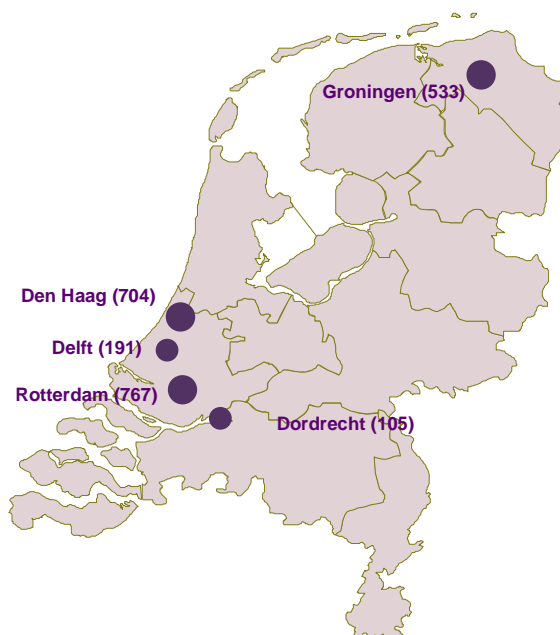 Groningen (533)
Den Haag (704)
Delft (191)
Rotterdam (767)
Dordrecht (105)